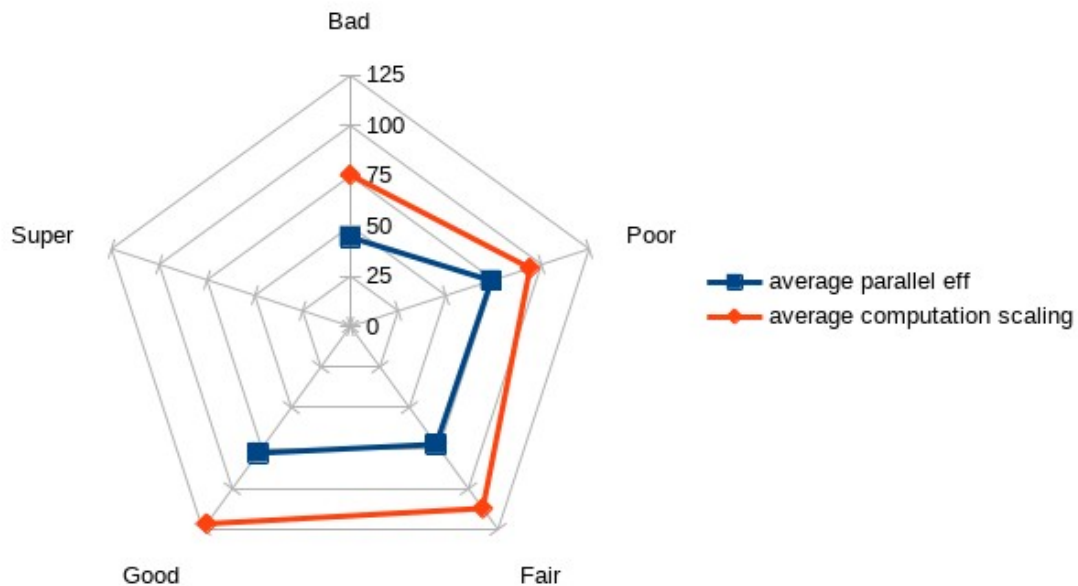 Bad
125
100
75
50
25
0
Super
Poor
average parallel eff
average computation scaling
Good
Fair